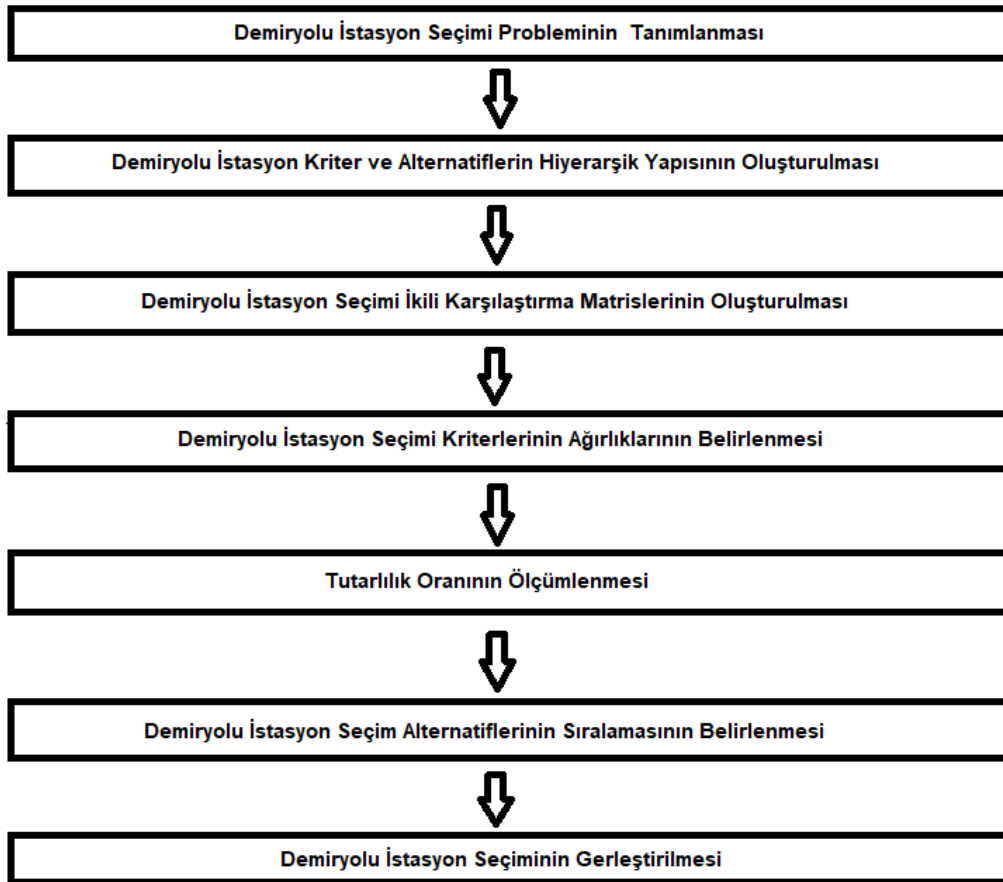 Demiryolu İstasyon Seçimi Probleminin Tanımlanması
Demiryolu İstasyon Kriter ve Alternatiflerin Hiyerarşik Yapısının Oluşturulması
Demiryolu İstasyon Seçimi İkili Karşılaştırma Matrislerinin Oluşturulması
Demiryolu İstasyon Seçimi Kriterlerinin Ağırlıklarının Belirlenmesi
Tutarlılık Oranının Ölçümlenmesi
Demiryolu İstasyon Seçim Alternatiflerinin Sıralamasının Belirlenmesi
Demiryolu İstasyon Seçiminin Gerleştirilmesi